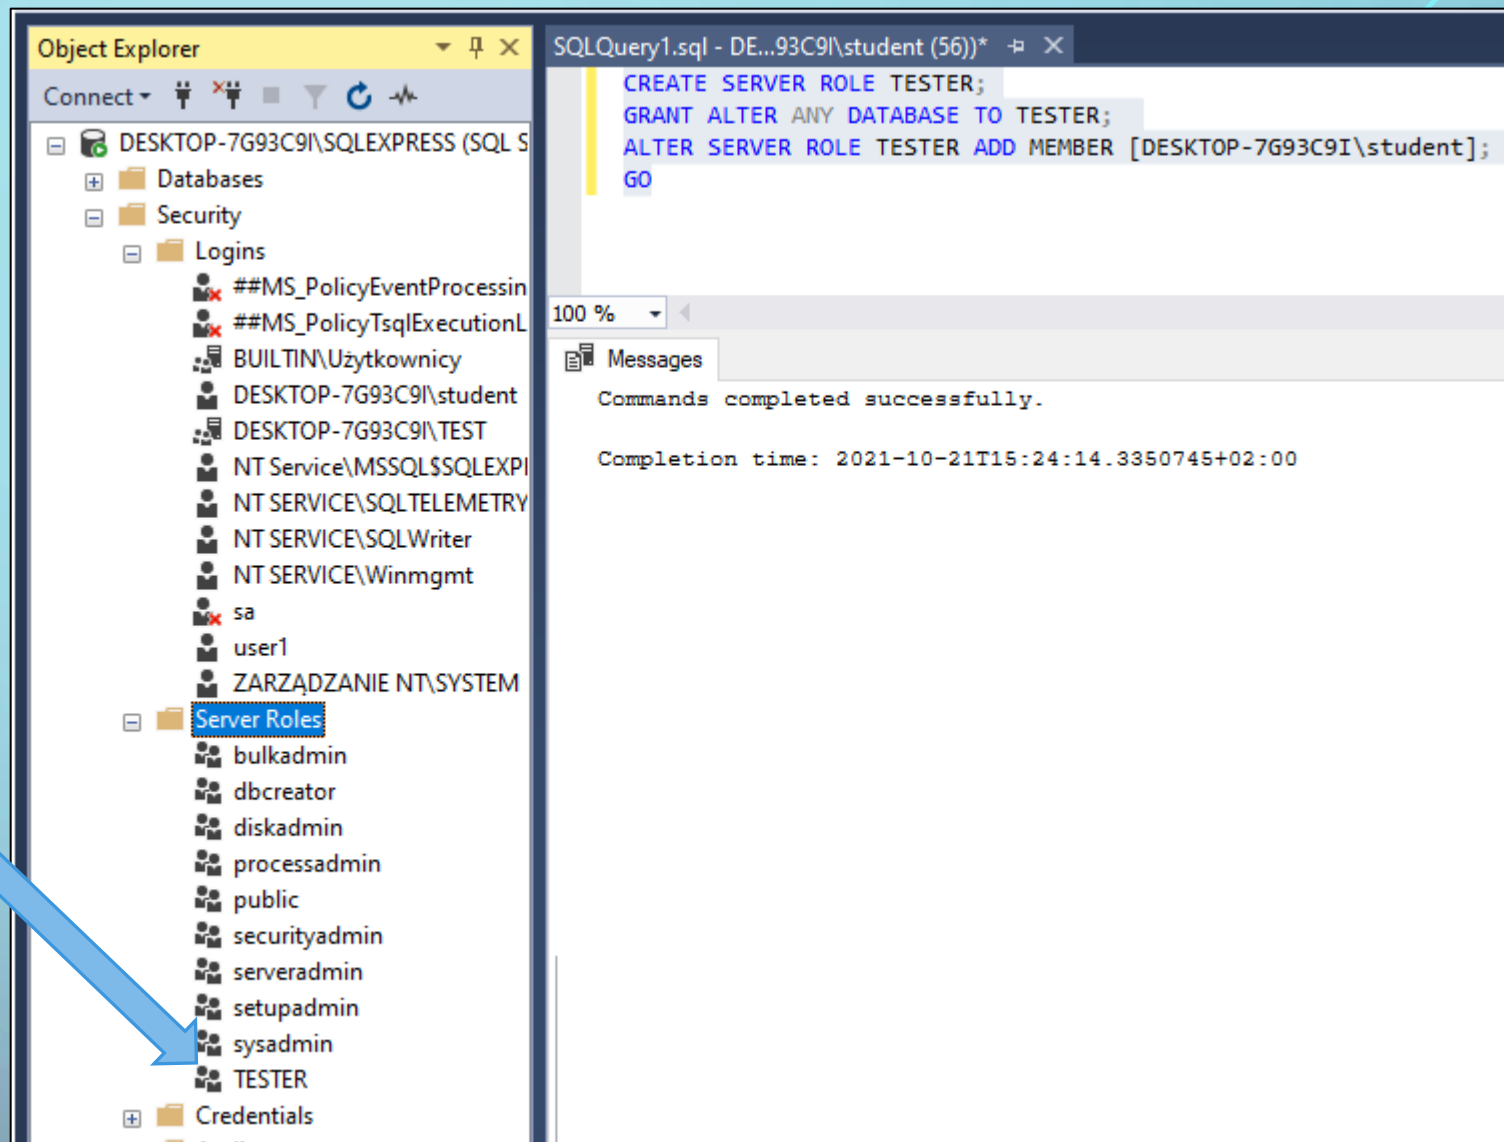 Object Explorer
Connect
DESKTOP-7G93C9I\SQLEXPRESS (SQL S
Databases
Security
Logins
##MS_PolicyEventProcessin
##MS_PolicyTsqlExecutionL
BUILTIN\Użytkownicy
DESKTOP-7G93C9I\student
DESKTOP-7G93C9I\TEST
NT Service\MSSQL$SQLEXPI
NT SERVICE\SQLTELEMETRY
NT SERVICE\SQLWriter
NT SERVICE\Winmgmt
sa
user1
ZARZĄDZANIE NT\SYSTEM
Server Roles
bulkadmin
dbcreator
diskadmin
processadmin
public
securityadmin
serveradmin
setupadmin
sysadmin
TESTER
Credentials
SQLQuery1.sql - DE...93C9I\student (56))*
CREATE SERVER ROLE TESTER;
GRANT ALTER ANY DATABASE TO TESTER;
ALTER SERVER ROLE TESTER ADD MEMBER [DESKTOP-7G93C9I\student];
GO
100 %
Messages
Commands completed successfully.
Completion time: 2021-10-21T15:24:14.3350745+02:00